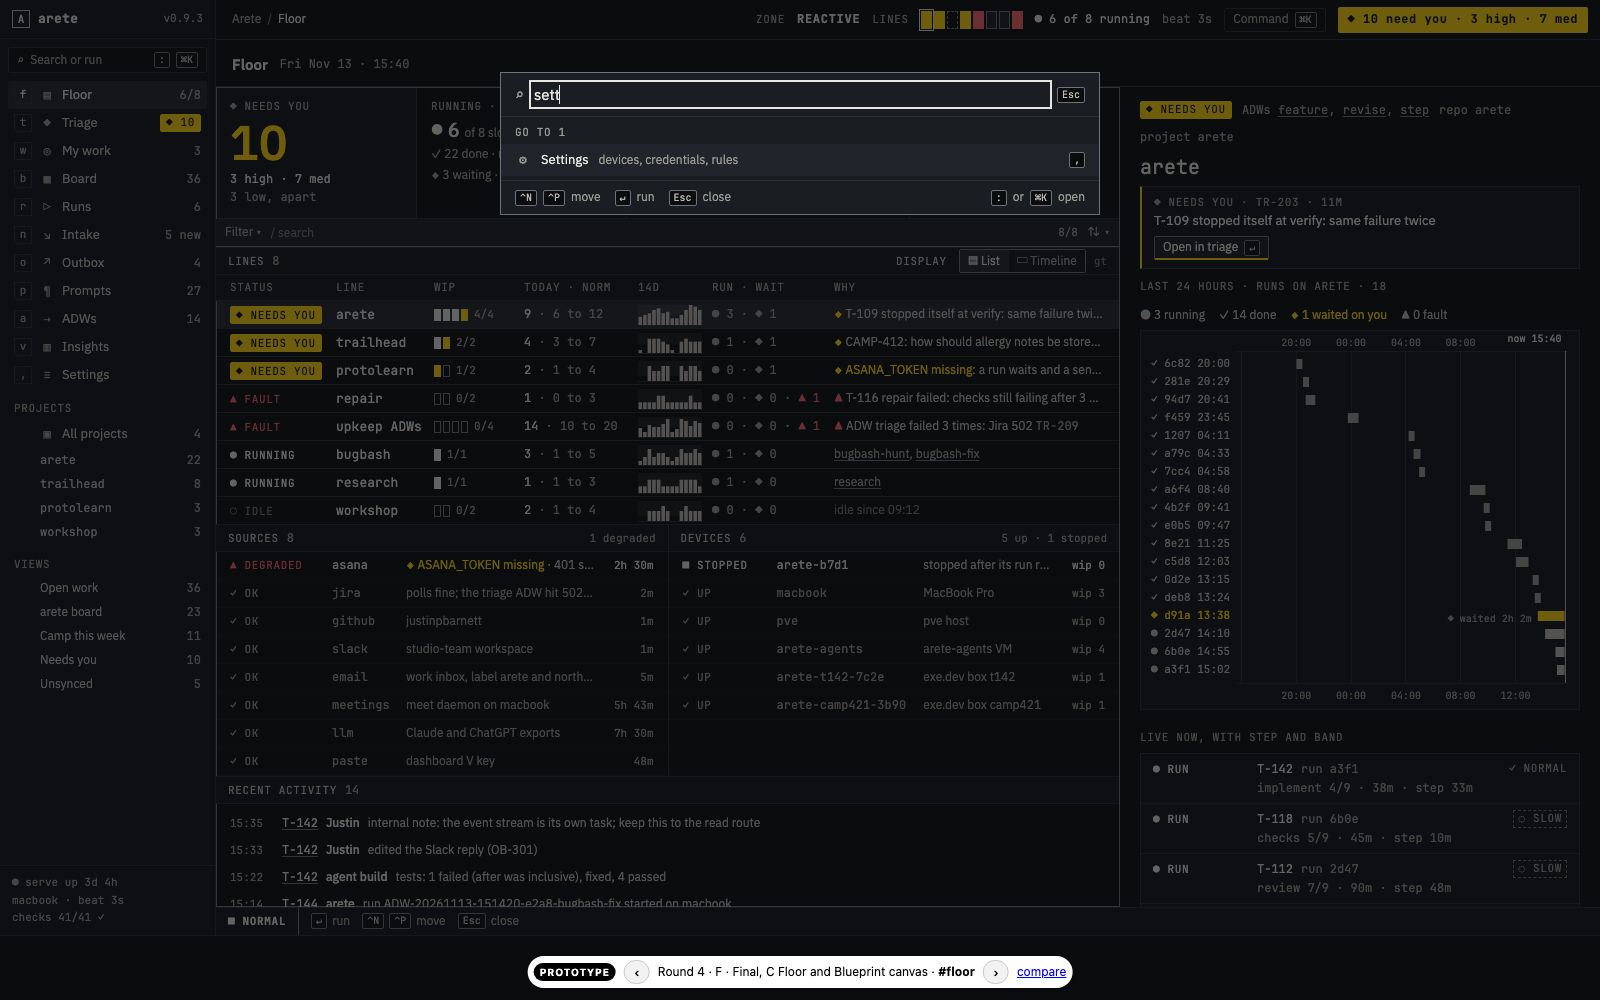 A arete v0.9.3
Arete / Floor
ZONE REACTIVE LINES 6 of 8 running beat 3s Command ⌘K ◆ 10 need you · 3 high · 7 med
Search or run : ⌘K
f Floor 6/8
t Triage ◆ 10
w My work 3
b Board 36
r Runs 6
n Intake 5 new
o Outbox 4
p Prompts 27
a ADWs 14
v Insights
, Settings
PROJECTS
All projects 4
arete 22
trailhead 8
protolearn 3
workshop 3
VIEWS
Open work 36
arete board 23
Camp this week 11
Needs you 10
Unsynced 5
● serve up 3d 4h
macbook · beat 3s
checks 41/41 ✓
Floor Fri Nov 13 · 15:40
sett Esc
GO TO 1
Settings devices, credentials, rules ,
^N ^P move ↵ run Esc close : or ⌘K open
◆ NEEDS YOU
10
3 high · 7 med
3 low, apart
RUNNING ·
● 6 of 8 slo
✓ 22 done ·
◆ 3 waiting ·
Filter ▾ / search 8/8
LINES 8 DISPLAY List Timeline gt
STATUS LINE WIP TODAY · NORM 14D RUN · WAIT WHY
◆ NEEDS YOU arete 4/4 9 · 6 to 12 ● 3 · ◆ 1 ◆ T-109 stopped itself at verify: same failure twi…
◆ NEEDS YOU trailhead 2/2 4 · 3 to 7 ● 1 · ◆ 1 ◆ CAMP-412: how should allergy notes be store…
◆ NEEDS YOU protolearn 1/2 2 · 1 to 4 ● 0 · ◆ 1 ◆ ASANA_TOKEN missing: a run waits and a sen…
▲ FAULT repair 0/2 1 · 0 to 3 ● 0 · ◆ 0 · ▲ 1 ▲ T-116 repair failed: checks still failing after 3 …
▲ FAULT upkeep ADWs 0/4 14 · 10 to 20 ● 0 · ◆ 0 · ▲ 1 ▲ ADW triage failed 3 times: Jira 502 TR-209
● RUNNING bugbash 1/1 3 · 1 to 5 ● 1 · ◆ 0 bugbash-hunt, bugbash-fix
● RUNNING research 1/1 1 · 1 to 3 ● 1 · ◆ 0 research
○ IDLE workshop 0/2 2 · 1 to 4 ● 0 · ◆ 0 idle since 09:12
SOURCES 8 1 degraded
▲ DEGRADED asana ◆ ASANA_TOKEN missing · 401 s… 2h 30m
✓ OK jira polls fine; the triage ADW hit 502… 2m
✓ OK github justinpbarnett 1m
✓ OK slack studio-team workspace 1m
✓ OK email work inbox, label arete and north… 5m
✓ OK meetings meet daemon on macbook 5h 43m
✓ OK llm Claude and ChatGPT exports 7h 30m
✓ OK paste dashboard V key 48m
DEVICES 6 5 up · 1 stopped
■ STOPPED arete-b7d1 stopped after its run r… wip 0
✓ UP macbook MacBook Pro wip 3
✓ UP pve pve host wip 0
✓ UP arete-agents arete-agents VM wip 4
✓ UP arete-t142-7c2e exe.dev box t142 wip 1
✓ UP arete-camp421-3b90 exe.dev box camp421 wip 1
RECENT ACTIVITY 14
15:35 T-142 Justin internal note: the event stream is its own task; keep this to the read route
15:33 T-142 Justin edited the Slack reply (OB-301)
15:22 T-142 agent build tests: 1 failed (after was inclusive), fixed, 4 passed
15:14 T-144 arete run ADW-20261113-151420-e2a8-bugbash-fix started on macbook
■ NORMAL ↵ run ^N ^P move Esc close
◆ NEEDS YOU ADWs feature, revise, step repo arete
project arete
arete
◆ NEEDS YOU · TR-203 · 11M
T-109 stopped itself at verify: same failure twice
Open in triage ↵
LAST 24 HOURS · RUNS ON ARETE · 18
● 3 running ✓ 14 done ◆ 1 waited on you ▲ 0 fault
20:00 00:00 04:00 08:00 now 15:40
✓ 6c82 20:00
✓ 281e 20:29
✓ 94d7 20:41
✓ f459 23:45
✓ 1207 04:11
✓ a79c 04:33
✓ 7cc4 04:58
✓ a6f4 08:40
✓ 4b2f 09:41
✓ e0b5 09:47
✓ 8e21 11:25
✓ c5d8 12:03
✓ 0d2e 13:15
✓ deb8 13:24
◆ d91a 13:38 ◆ waited 2h 2m
● 2d47 14:10
● 6b0e 14:55
● a3f1 15:02
20:00 00:00 04:00 08:00 12:00
LIVE NOW, WITH STEP AND BAND
● RUN T-142 run a3f1 ✓ NORMAL
implement 4/9 · 38m · step 33m
● RUN T-118 run 6b0e ○ SLOW
checks 5/9 · 45m · step 10m
● RUN T-112 run 2d47 ○ SLOW
review 7/9 · 90m · step 48m
PROTOTYPE ‹ Round 4 · F · Final, C Floor and Blueprint canvas · #floor › compare